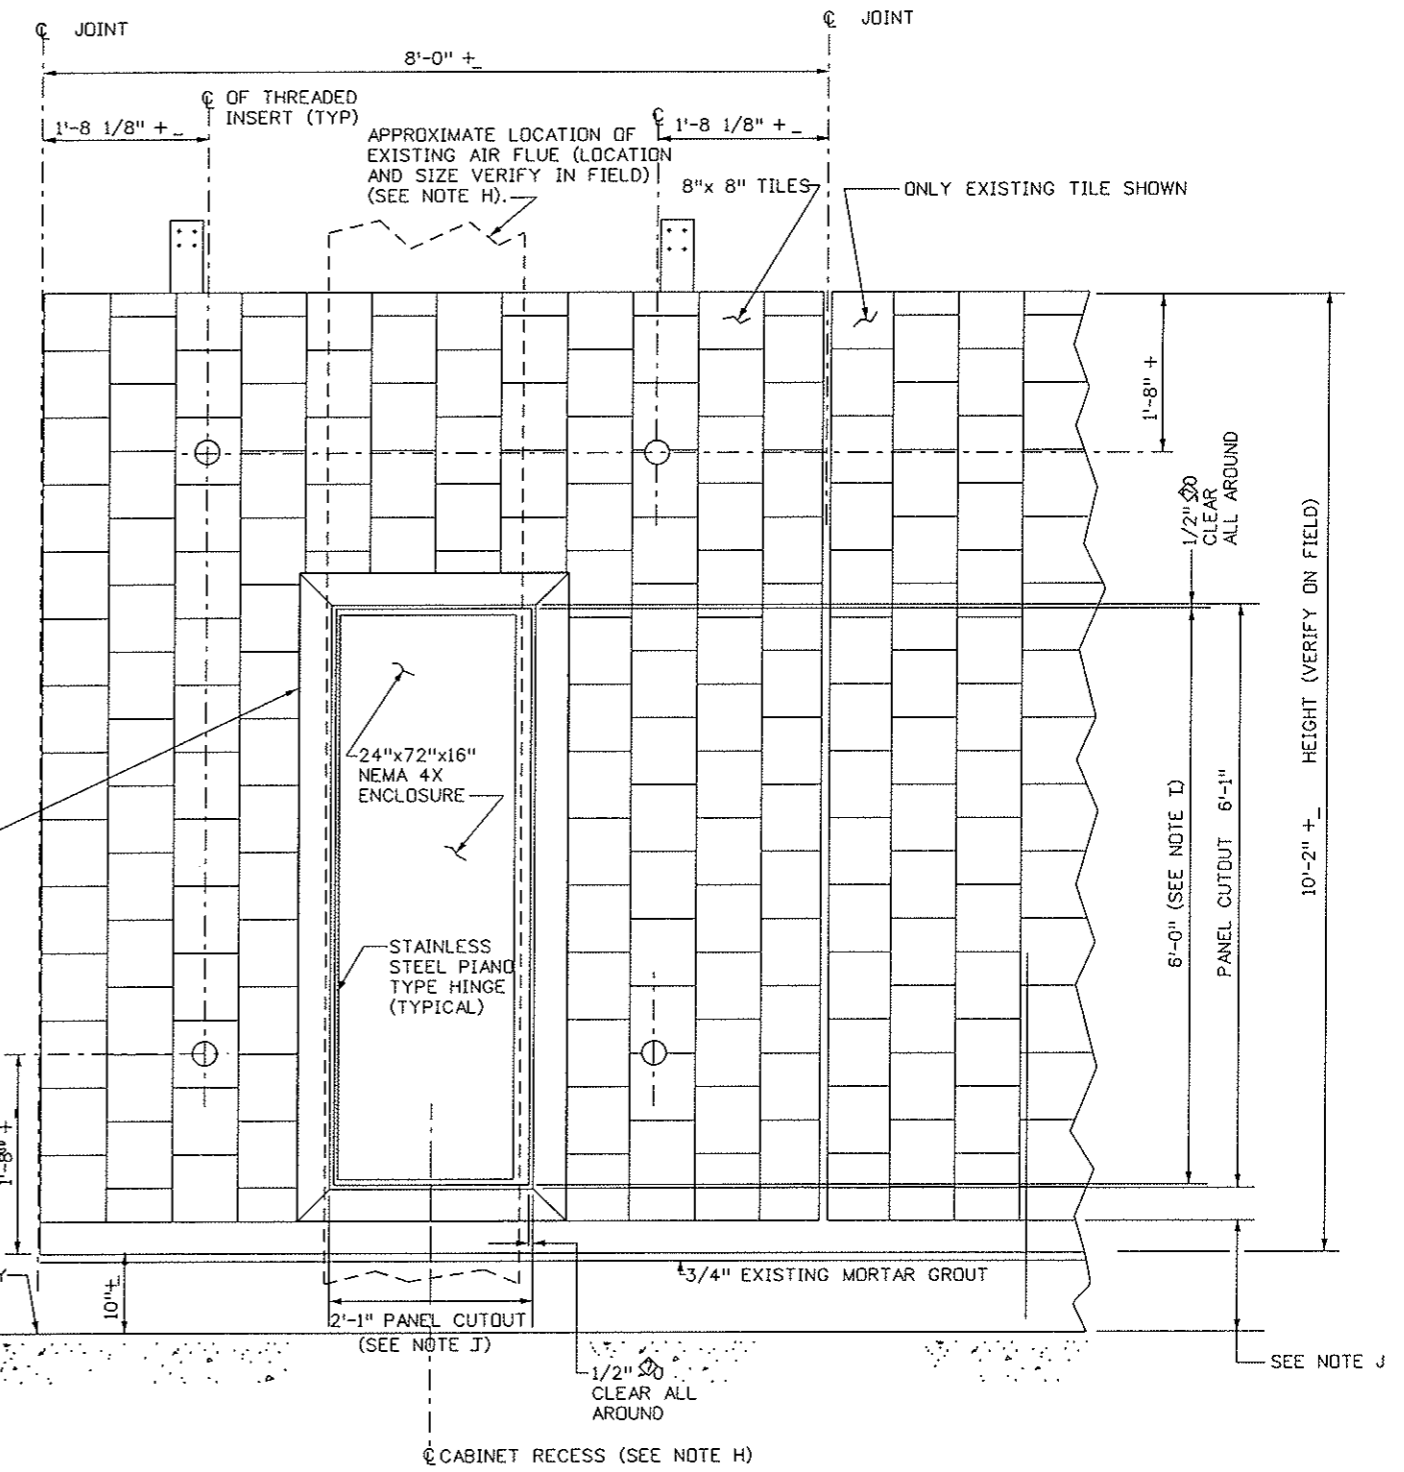 ℄ JOINT
℄ JOINT
8'-0" +_
℄ OF THREADED
INSERT (TYP)
1'-8 1/8" +_
℄
1'-8 1/8" +_
APPROXIMATE LOCATION OF
EXISTING AIR FLUE (LOCATION
AND SIZE VERIFY IN FIELD)
(SEE NOTE H).
8"x 8" TILES
ONLY EXISTING TILE SHOWN
1'-8" +
1/2"
CLEAR
ALL AROUND
10'-2" +_ HEIGHT (VERIFY ON FIELD)
24"x72"x16"
NEMA 4X
ENCLOSURE
6'-0" (SEE NOTE I)
PANEL CUTOUT 6'-1"
STAINLESS
STEEL PIANO
TYPE HINGE
(TYPICAL)
1'-8" +
Y
10"+_
3/4" EXISTING MORTAR GROUT
2'-1" PANEL CUTOUT
(SEE NOTE J)
1/2"
CLEAR ALL
AROUND
SEE NOTE J
℄ CABINET RECESS (SEE NOTE H)